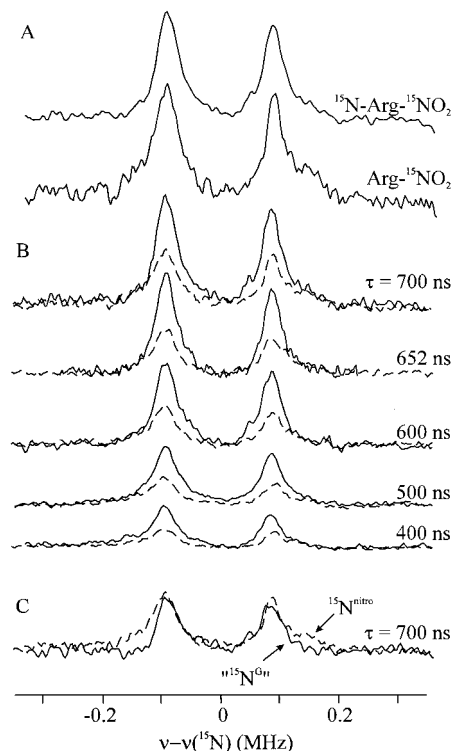 A
¹⁵N-Arg-¹⁵NO₂
Arg-¹⁵NO₂
B
τ = 700 ns
652 ns
600 ns
500 ns
400 ns
C
¹⁵Nⁿⁱᵗʳᵒ
τ = 700 ns
"¹⁵Nᴳ"
-0.2 0 0.2
ν−ν(¹⁵N) (MHz)